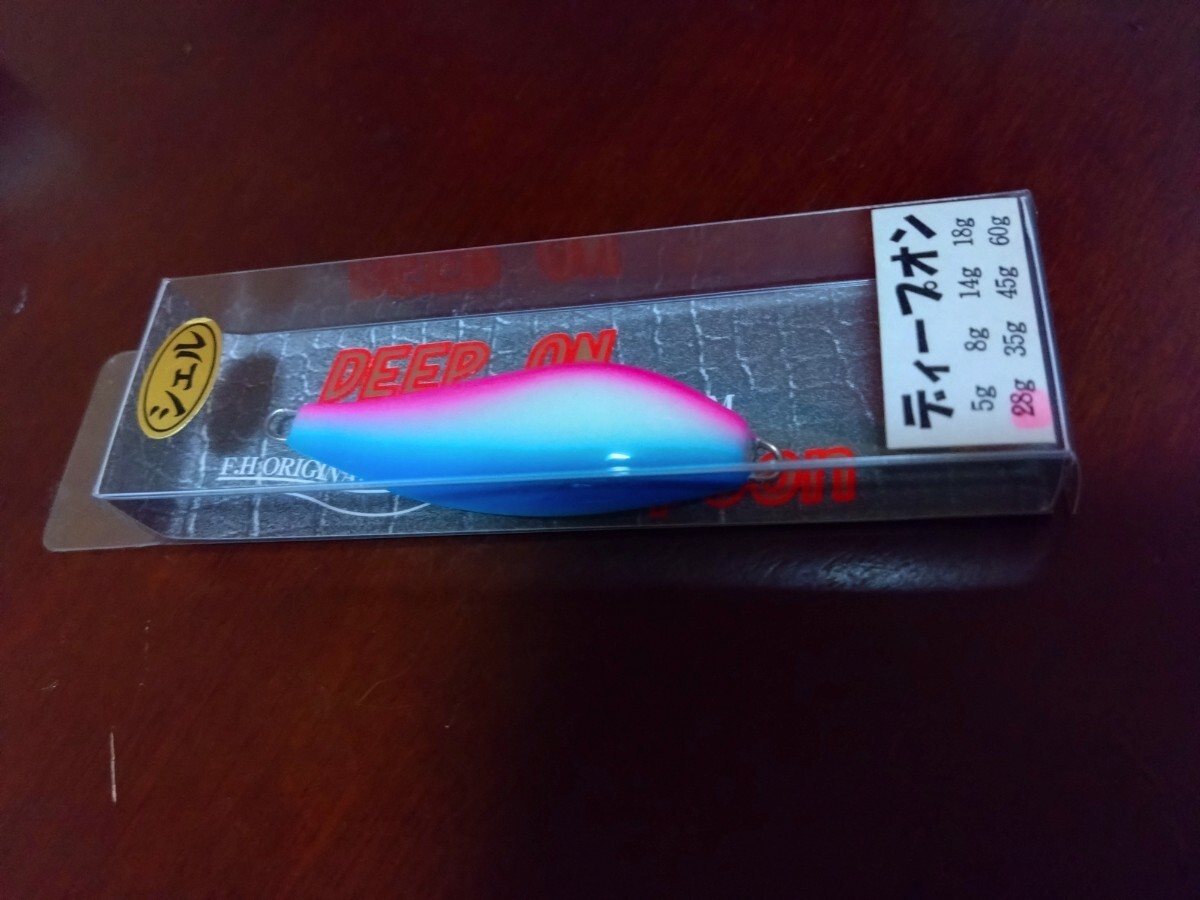 シェル
DEEP ON
F.H ORIGINA
ディープオン
5g 8g 14g 18g
28g 35g 45g 60g